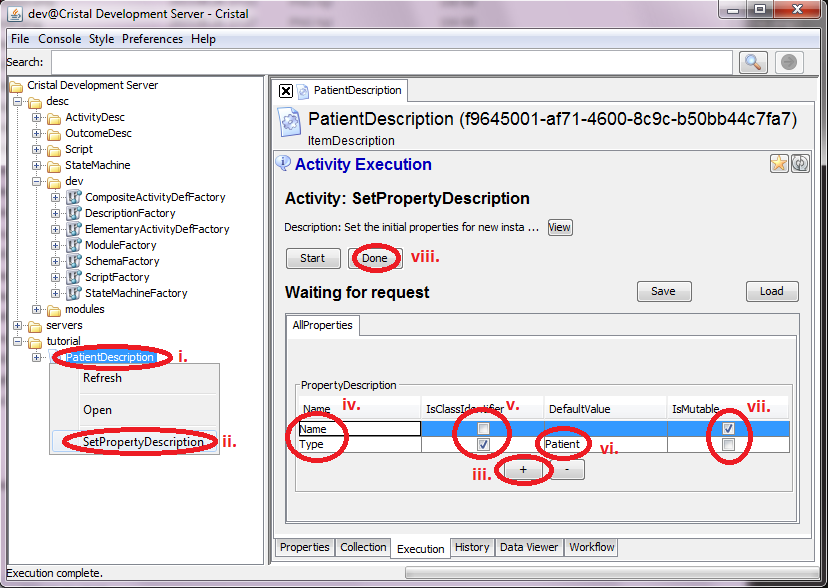 dev@Cristal Development Server - Cristal
File Console Style Preferences Help
Search:
Cristal Development Server
desc
ActivityDesc
OutcomeDesc
Script
StateMachine
dev
CompositeActivityDefFactory
DescriptionFactory
ElementaryActivityDefFactory
ModuleFactory
SchemaFactory
ScriptFactory
StateMachineFactory
modules
servers
tutorial
PatientDescription i.
Refresh
Open
SetPropertyDescription ii.
PatientDescription
PatientDescription (f9645001-af71-4600-8c9c-b50bb44c7fa7)
ItemDescription
Activity Execution
Activity: SetPropertyDescription
Description: Set the initial properties for new insta ... View
Start Done viii.
Waiting for request Save Load
AllProperties
PropertyDescription
Name iv. IsClassIdentifier v. DefaultValue IsMutable vii.
Name
Type Patient vi.
iii. + -
Properties Collection Execution History Data Viewer Workflow
Execution complete.